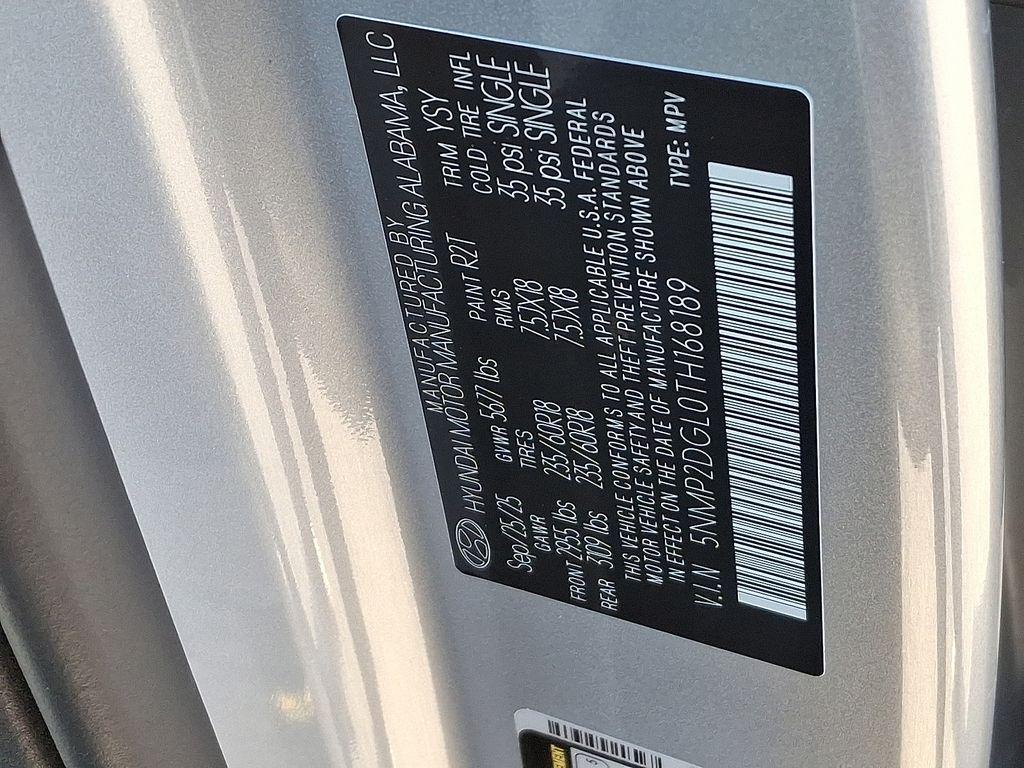 MANUFACTURED BY
HYUNDAI MOTOR MANUFACTURING ALABAMA, LLC
Sep/25/25 GVWR 5677 lbs PAINT R2T TRIM YSY
GAWR TIRES RIMS COLD TIRE INFL
FRONT 2955 lbs 235/60R18 7.5JX18 35 psi SINGLE
REAR 3109 lbs 235/60R18 7.5JX18 35 psi SINGLE
THIS VEHICLE CONFORMS TO ALL APPLICABLE U.S.A. FEDERAL
MOTOR VEHICLE SAFETY AND THEFT PREVENTION STANDARDS
IN EFFECT ON THE DATE OF MANUFACTURE SHOWN ABOVE
V.I.N 5NMP2DGL0TH168189 TYPE: MPV